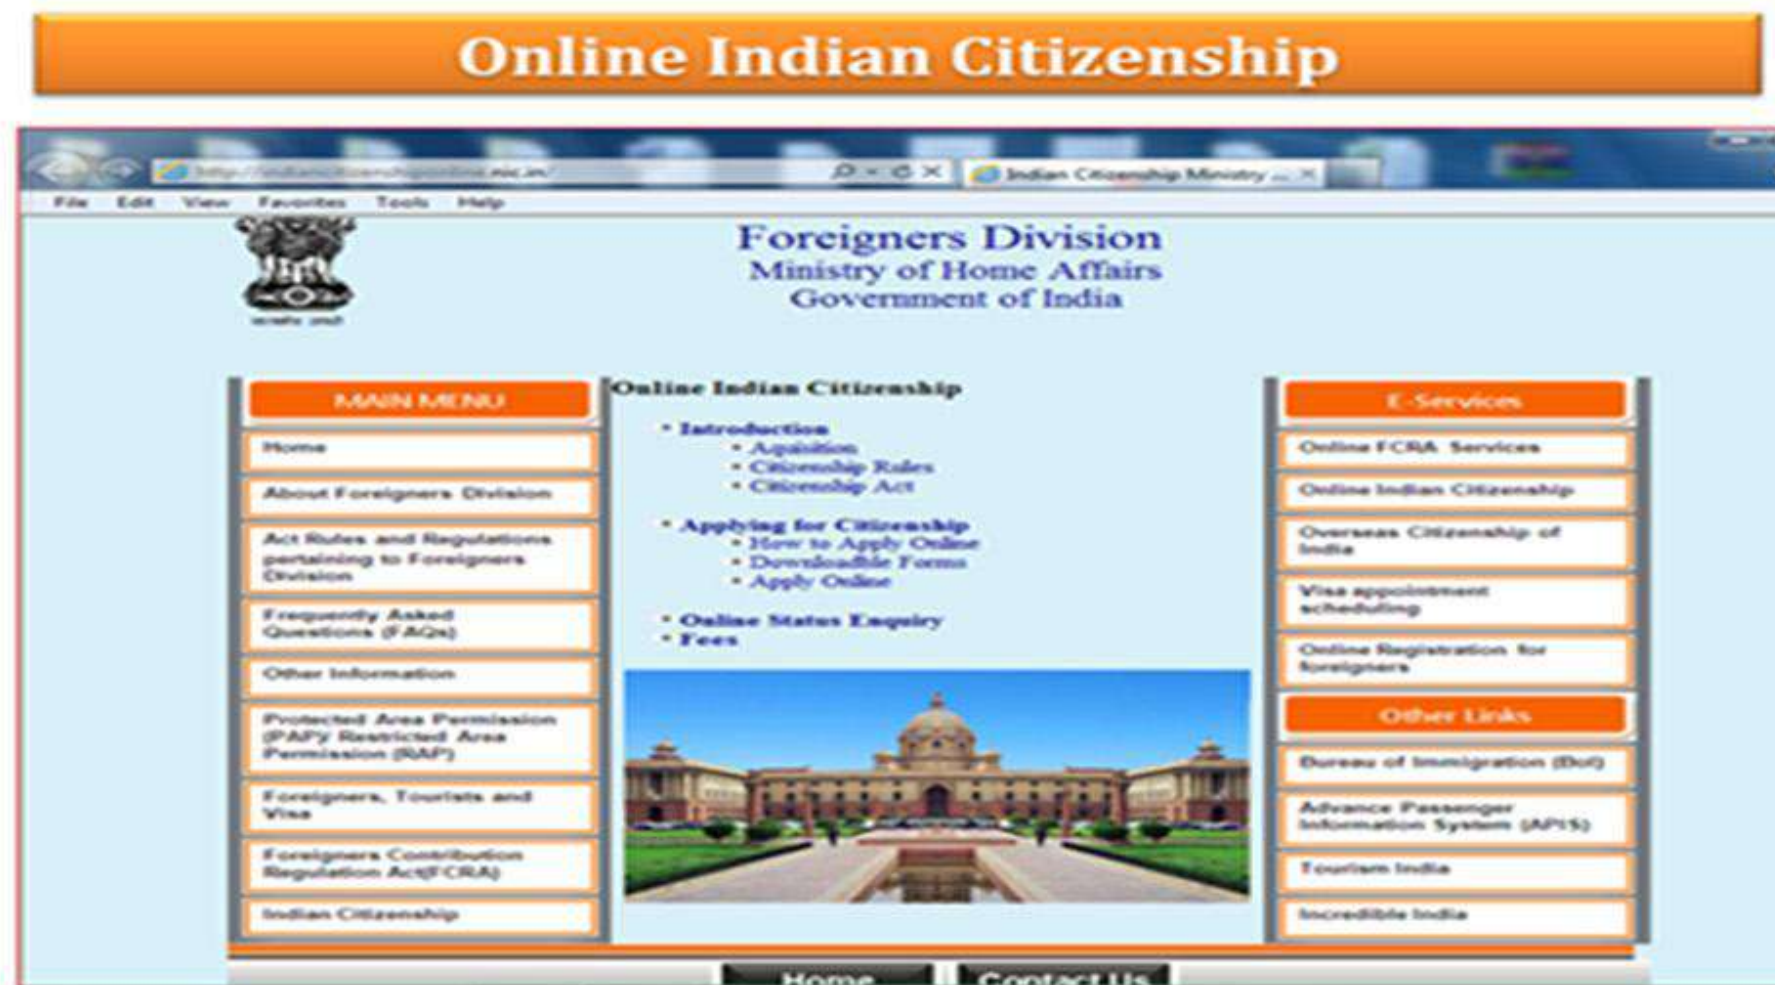 Online Indian Citizenship
http://indiancitizenshiponline.nic.in/
Indian Citizenship Ministry ...
File Edit View Favorites Tools Help
Foreigners Division
Ministry of Home Affairs
Government of India
MAIN MENU
Home
About Foreigners Division
Act Rules and Regulations
pertaining to Foreigners
Division
Frequently Asked
Questions (FAQs)
Other Information
Protected Area Permission
(PAP)/ Restricted Area
Permission (RAP)
Foreigners, Tourists and
Visa
Foreigners Contribution
Regulation Act(FCRA)
Indian Citizenship
Online Indian Citizenship
Introduction
Aquisition
Citizenship Rules
Citizenship Act
Applying for Citizenship
How to Apply Online
Downloadble Forms
Apply Online
Online Status Enquiry
Fees
E-Services
Online FCRA Services
Online Indian Citizenship
Overseas Citizenship of
India
Visa appointment
scheduling
Online Registration for
foreigners
Other Links
Bureau of Immigration (BoI)
Advance Passenger
Information System (APIS)
Tourism India
Incredible India
Home
Contact Us